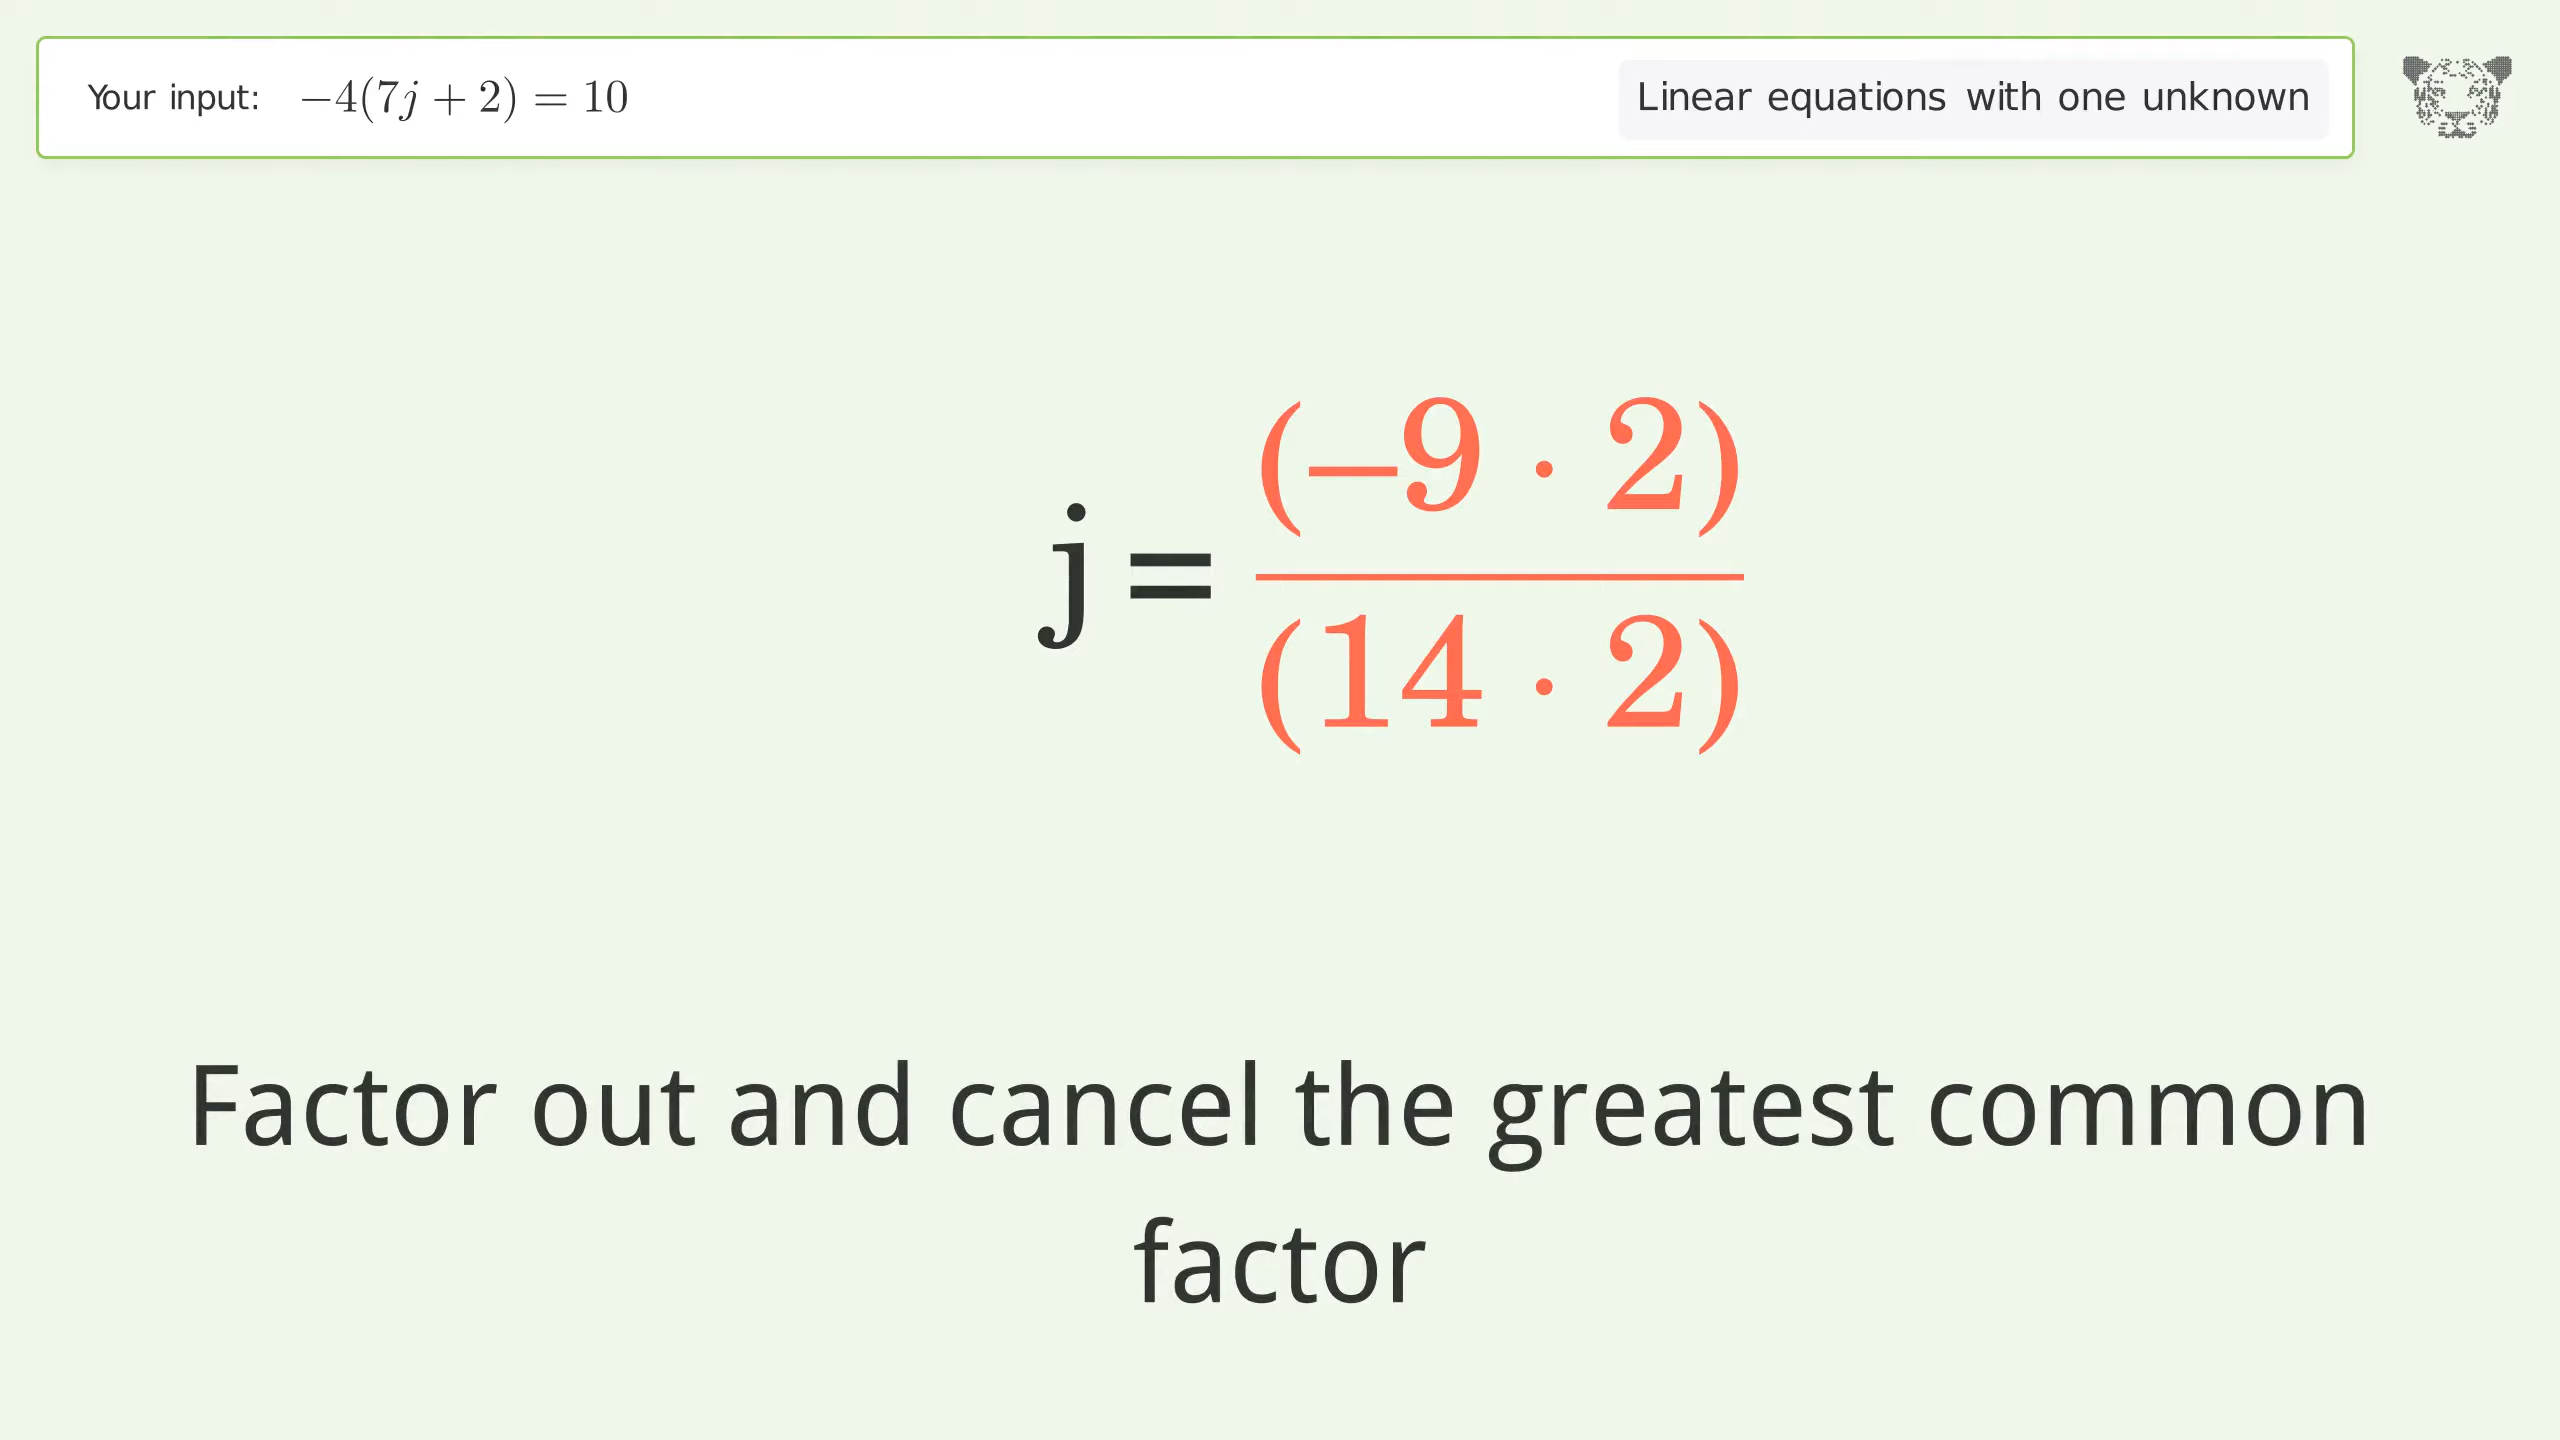 Your input: −4(7j + 2) = 10
Linear equations with one unknown
j = (−9 · 2) / (14 · 2)
Factor out and cancel the greatest common
factor